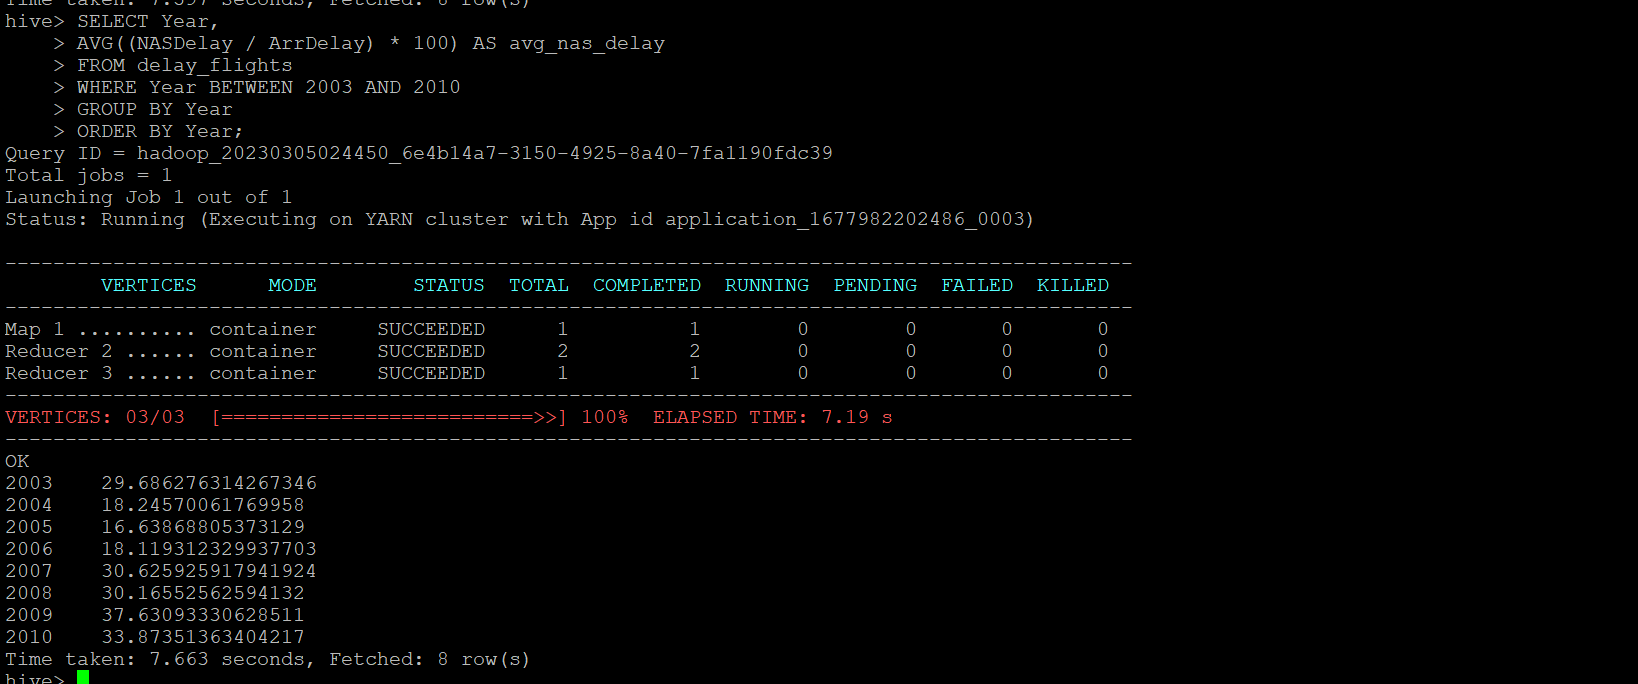 Time taken: 7.597 seconds, Fetched: 8 row(s)
hive> SELECT Year,
    > AVG((NASDelay / ArrDelay) * 100) AS avg_nas_delay
    > FROM delay_flights
    > WHERE Year BETWEEN 2003 AND 2010
    > GROUP BY Year
    > ORDER BY Year;
Query ID = hadoop_20230305024450_6e4b14a7-3150-4925-8a40-7fa1190fdc39
Total jobs = 1
Launching Job 1 out of 1
Status: Running (Executing on YARN cluster with App id application_1677982202486_0003)
----------------------------------------------------------------------------------------------
        VERTICES      MODE        STATUS  TOTAL  COMPLETED  RUNNING  PENDING  FAILED  KILLED
----------------------------------------------------------------------------------------------
Map 1 .......... container     SUCCEEDED      1          1        0        0       0       0
Reducer 2 ...... container     SUCCEEDED      2          2        0        0       0       0
Reducer 3 ...... container     SUCCEEDED      1          1        0        0       0       0
----------------------------------------------------------------------------------------------
VERTICES: 03/03  [==========================>>] 100%  ELAPSED TIME: 7.19 s
----------------------------------------------------------------------------------------------
OK
2003    29.686276314267346
2004    18.24570061769958
2005    16.63868805373129
2006    18.119312329937703
2007    30.625925917941924
2008    30.16552562594132
2009    37.63093330628511
2010    33.87351363404217
Time taken: 7.663 seconds, Fetched: 8 row(s)
hive>